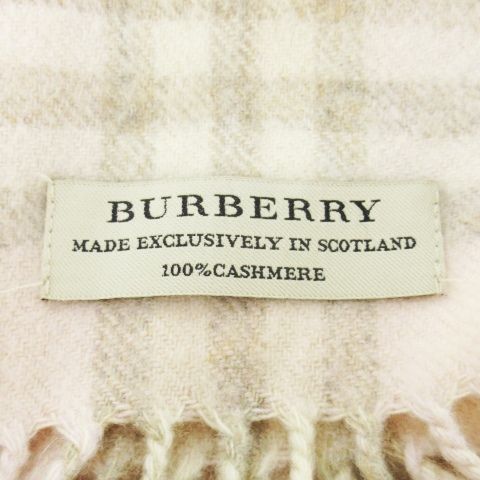 BURBERRY
MADE EXCLUSIVELY IN SCOTLAND
100%CASHMERE